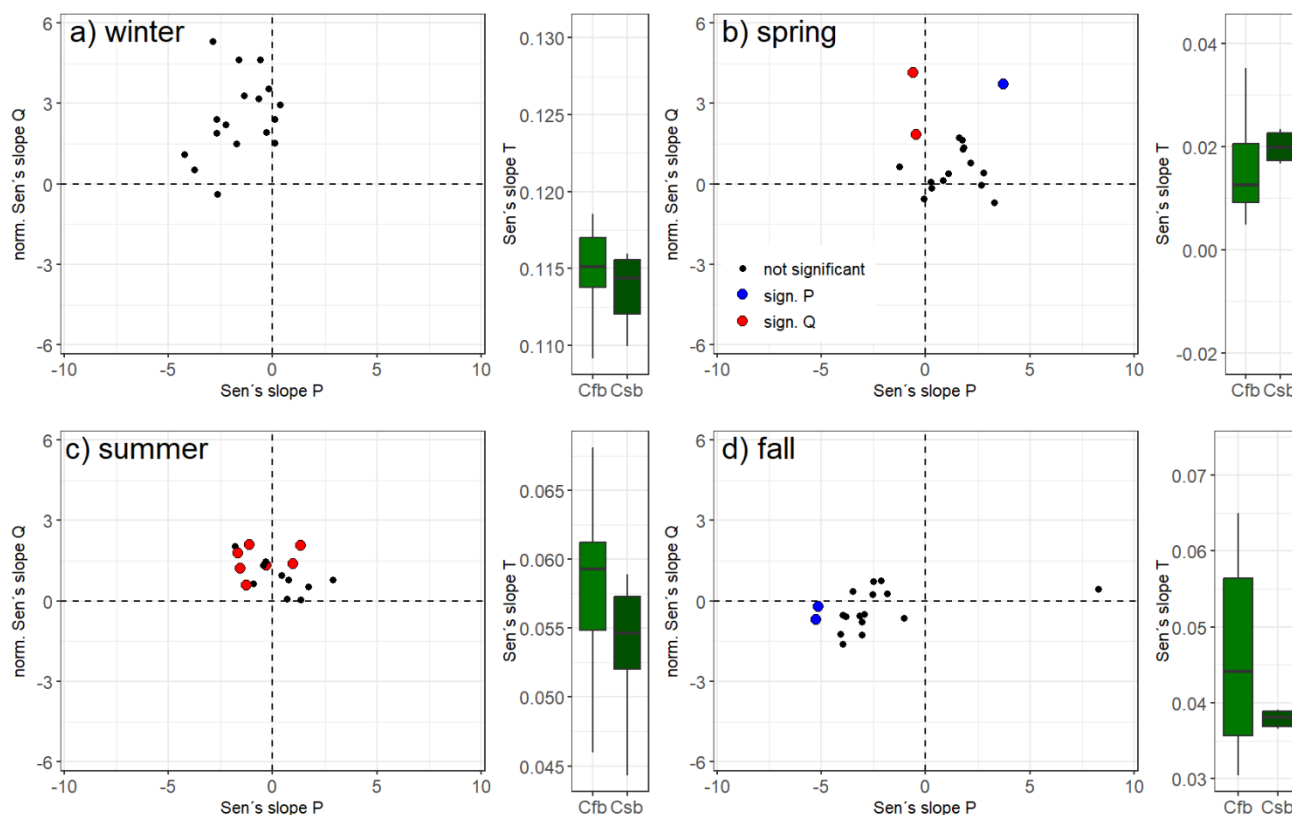 a) winter
norm. Sen´s slope Q
6
3
0
-3
-6
-10
-5
0
5
10
Sen´s slope P
Sen´s slope T
0.130
0.125
0.120
0.115
0.110
Cfb Csb
b) spring
norm. Sen´s slope Q
6
3
0
-3
-6
not significant
sign. P
sign. Q
-10
-5
0
5
10
Sen´s slope P
Sen´s slope T
0.04
0.02
0.00
-0.02
Cfb Csb
c) summer
norm. Sen´s slope Q
6
3
0
-3
-6
-10
-5
0
5
10
Sen´s slope P
Sen´s slope T
0.065
0.060
0.055
0.050
0.045
Cfb Csb
d) fall
norm. Sen´s slope Q
6
3
0
-3
-6
-10
-5
0
5
10
Sen´s slope P
Sen´s slope T
0.07
0.06
0.05
0.04
0.03
Cfb Csb